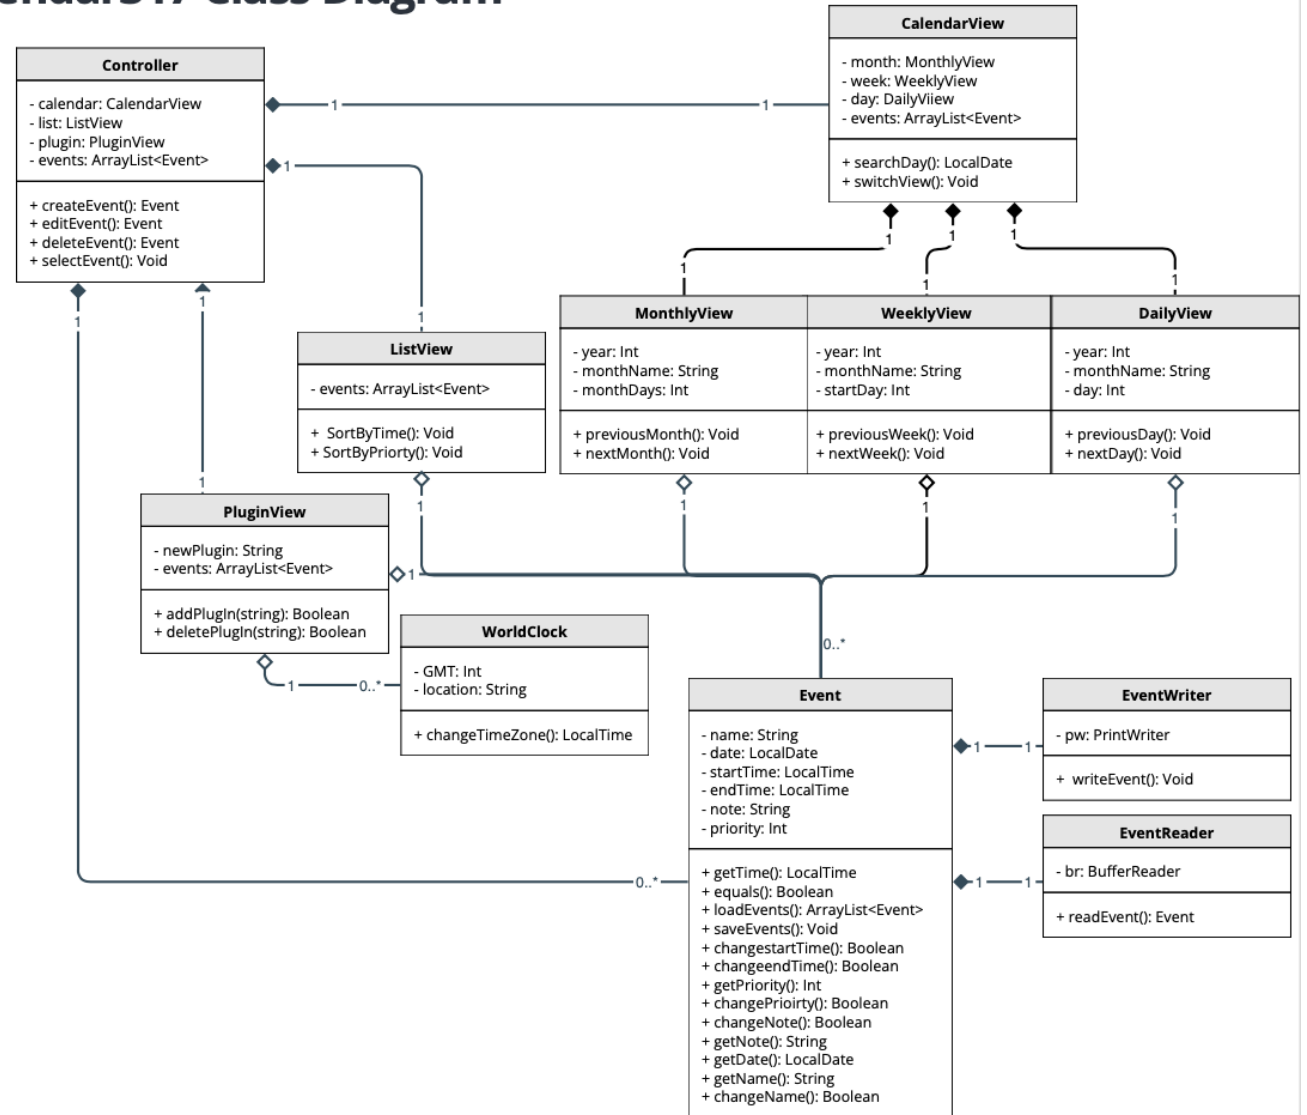 Class Diagram
Controller
- calendar: CalendarView
- list: ListView
- plugin: PluginView
- events: ArrayList<Event>
+ createEvent(): Event
+ editEvent(): Event
+ deleteEvent(): Event
+ selectEvent(): Void
CalendarView
- month: MonthlyView
- week: WeeklyView
- day: DailyViiew
- events: ArrayList<Event>
+ searchDay(): LocalDate
+ switchView(): Void
1
1
1
1
1
1
1
1
1
1
1
1
1
1
ListView
- events: ArrayList<Event>
+ SortByTime(): Void
+ SortByPriorty(): Void
MonthlyView
- year: Int
- monthName: String
- monthDays: Int
+ previousMonth(): Void
+ nextMonth(): Void
WeeklyView
- year: Int
- monthName: String
- startDay: Int
+ previousWeek(): Void
+ nextWeek(): Void
DailyView
- year: Int
- monthName: String
- day: Int
+ previousDay(): Void
+ nextDay(): Void
1
1
1
1
PluginView
- newPlugin: String
- events: ArrayList<Event>
+ addPlugIn(string): Boolean
+ deletePlugIn(string): Boolean
1
1
0..*
0..*
WorldClock
- GMT: Int
- location: String
+ changeTimeZone(): LocalTime
Event
- name: String
- date: LocalDate
- startTime: LocalTime
- endTime: LocalTime
- note: String
- priority: Int
+ getTime(): LocalTime
+ equals(): Boolean
+ loadEvents(): ArrayList<Event>
+ saveEvents(): Void
+ changestartTime(): Boolean
+ changeendTime(): Boolean
+ getPriority(): Int
+ changePrioirty(): Boolean
+ changeNote(): Boolean
+ getNote(): String
+ getDate(): LocalDate
+ getName(): String
+ changeName(): Boolean
0..*
1
1
1
1
EventWriter
- pw: PrintWriter
+ writeEvent(): Void
EventReader
- br: BufferReader
+ readEvent(): Event